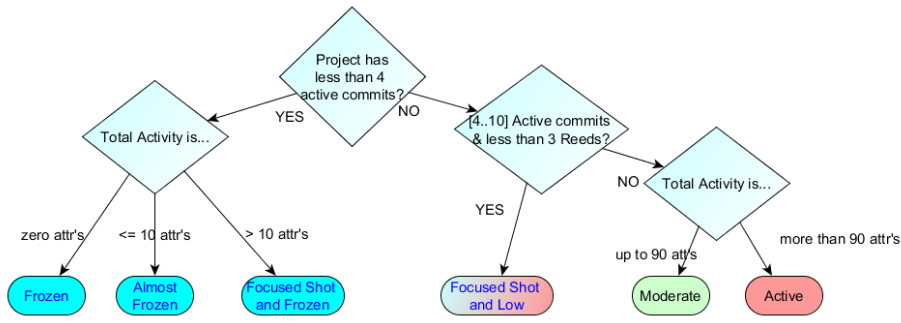 Project has
less than 4
active commits?
YES
NO
Total Activity is...
[4..10] Active commits
& less than 3 Reeds?
YES
NO
Total Activity is...
zero attr's
<= 10 attr's
> 10 attr's
up to 90 att's
more than 90 attr's
Frozen
Almost
Frozen
Focused Shot
and Frozen
Focused Shot
and Low
Moderate
Active